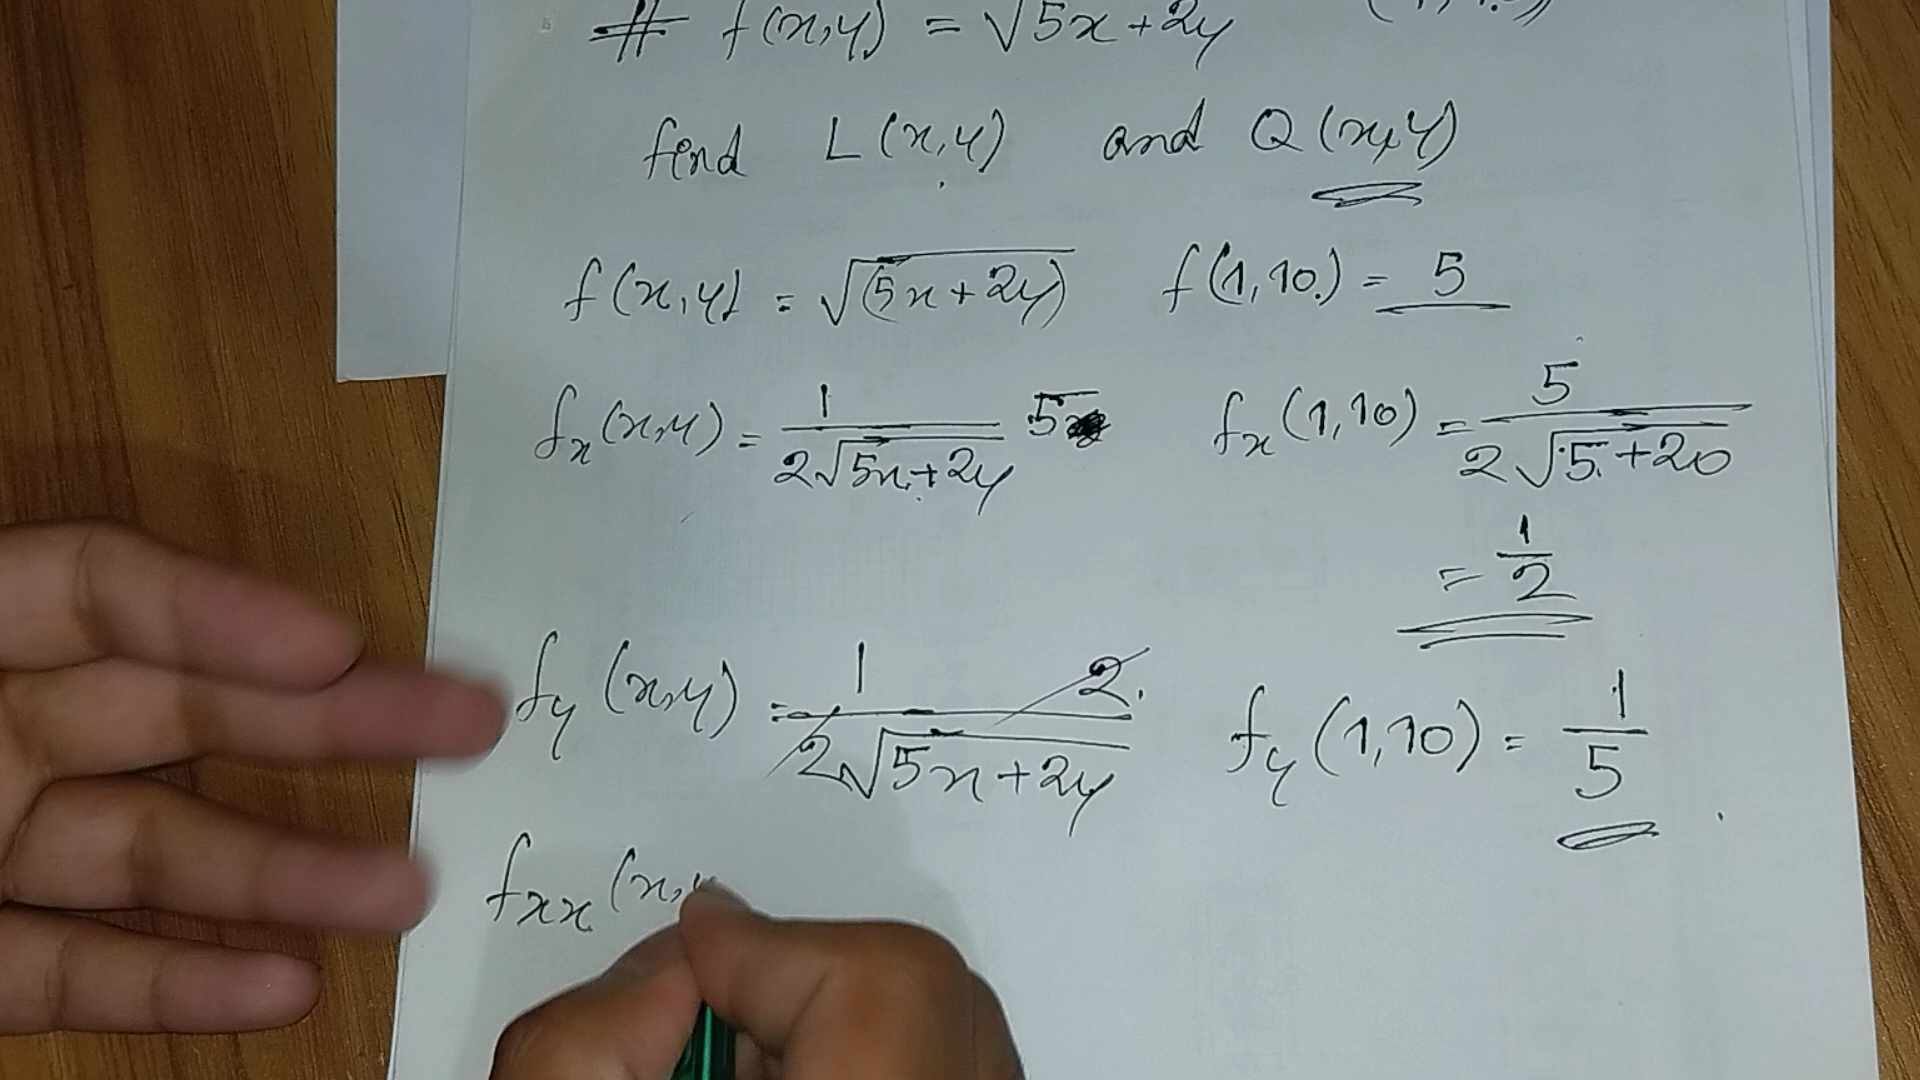 # f(x,y) = √5x+2y
find L(x,y) and Q(x,y)
f(x,y) = √(5x+2y) f(1,10) = 5
fx(x,y) = 1/2√5x+2y 5 fx(1,10) = 5/2√5+20
= 1/2
fy(x,y) = 1/2√5x+2y 2. fy(1,10) = 1/5
fxx(x,y